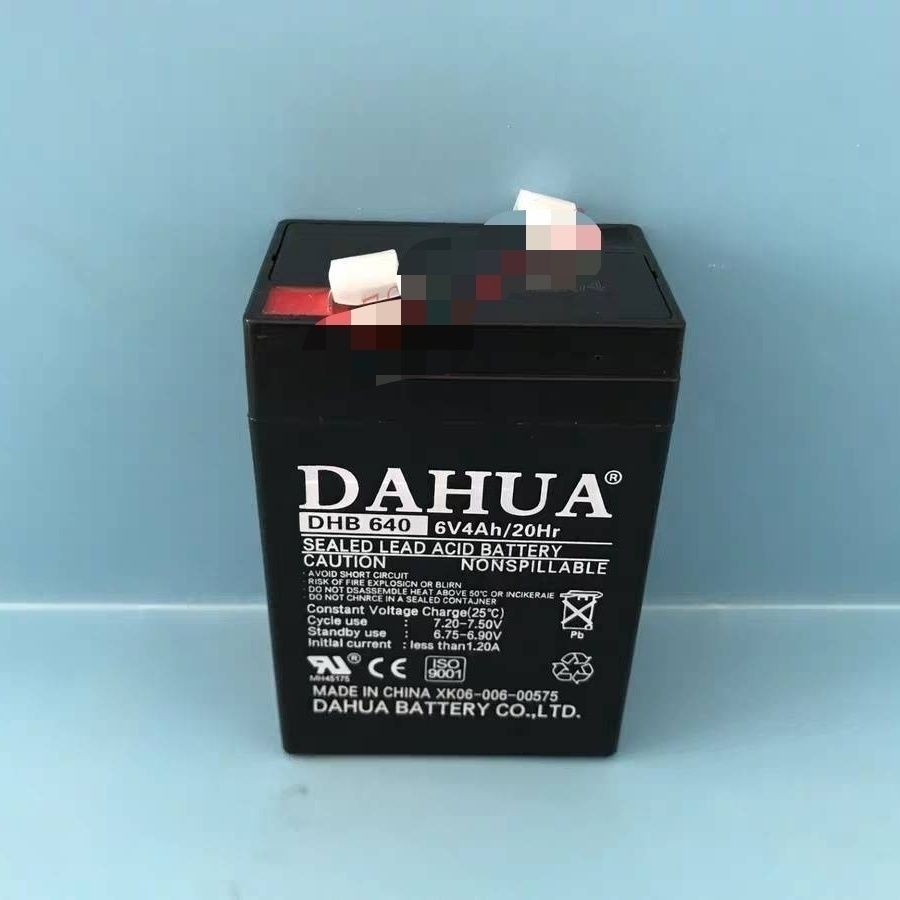 DAHUA®
DHB 640 6V4Ah/20Hr
SEALED LEAD ACID BATTERY
CAUTION NONSPILLABLE
· AVOID SHORT CIRCUIT
· RISK OF FIRE EXPLOSION OR BLIRN
· DO NOT DSASSEMBLE HEAT ABOVE 50°C OR INCIKERAIE
· DO NOT CHNRCE IN A SEALED CONTAJNER
Constant Voltage Charge(25°C)
Cycle use : 7.20-7.50V
Standby use : 6.75-6.90V
Initial current : less than1.20A
Pb
® CE ISO
9001
MH45175
MADE IN CHINA XK06-006-00575
DAHUA BATTERY CO.,LTD.